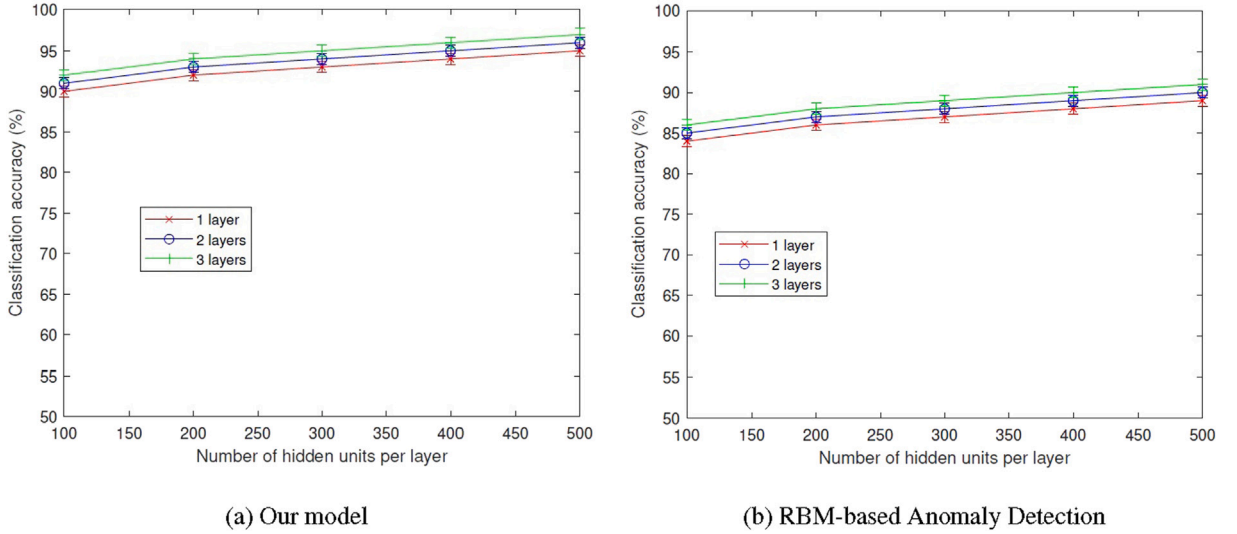 100
95
90
85
80
75
70
65
60
55
50
Classification accuracy (%)
1 layer
2 layers
3 layers
100 150 200 250 300 350 400 450 500
Number of hidden units per layer
(a) Our model
100
95
90
85
80
75
70
65
60
55
50
Classification accuracy (%)
1 layer
2 layers
3 layers
100 150 200 250 300 350 400 450 500
Number of hidden units per layer
(b) RBM-based Anomaly Detection